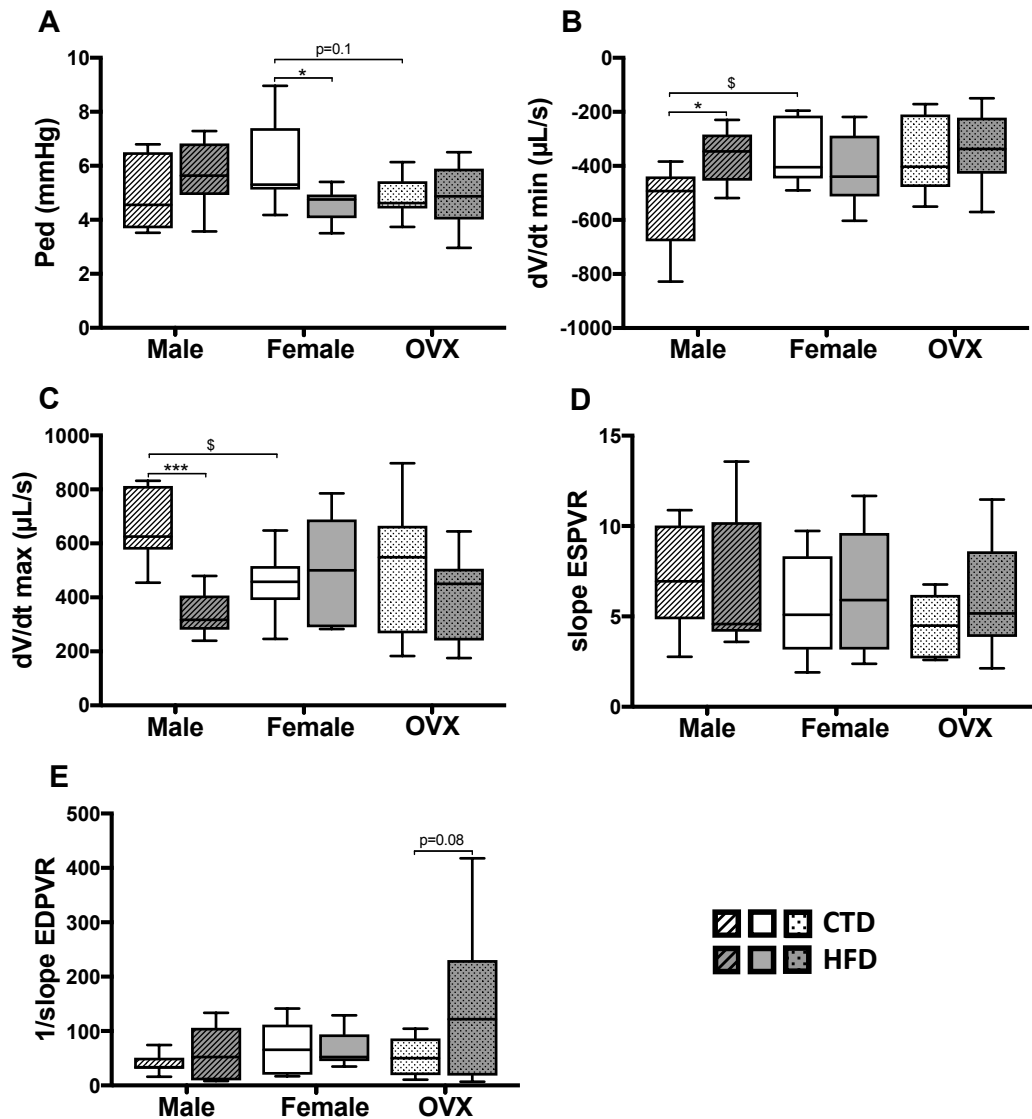 A
Ped (mmHg)
10
8
6
4
2
0
p=0.1
*
Male Female OVX
B
dV/dt min (µL/s)
0
-200
-400
-600
-800
-1000
$
*
Male Female OVX
C
dV/dt max (µL/s)
1000
800
600
400
200
0
$
***
Male Female OVX
D
slope ESPVR
15
10
5
0
Male Female OVX
E
1/slope EDPVR
500
400
300
200
100
0
p=0.08
Male Female OVX
CTD
HFD